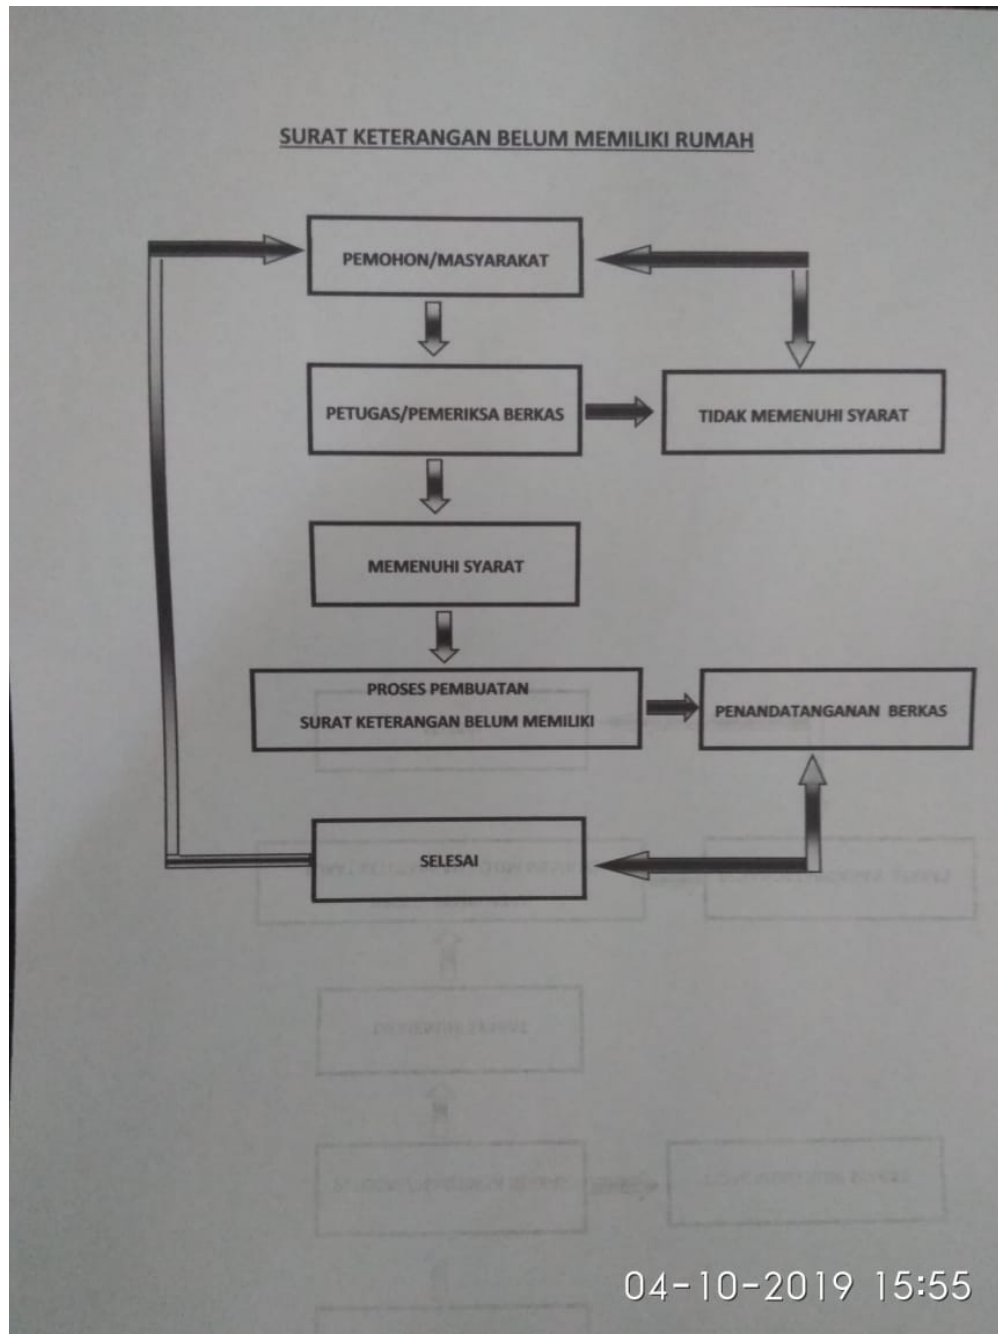 SURAT KETERANGAN BELUM MEMILIKI RUMAH
PEMOHON/MASYARAKAT
PETUGAS/PEMERIKSA BERKAS
TIDAK MEMENUHI SYARAT
MEMENUHI SYARAT
PROSES PEMBUATAN
SURAT KETERANGAN BELUM MEMILIKI
PENANDATANGANAN BERKAS
SELESAI
04-10-2019 15:55